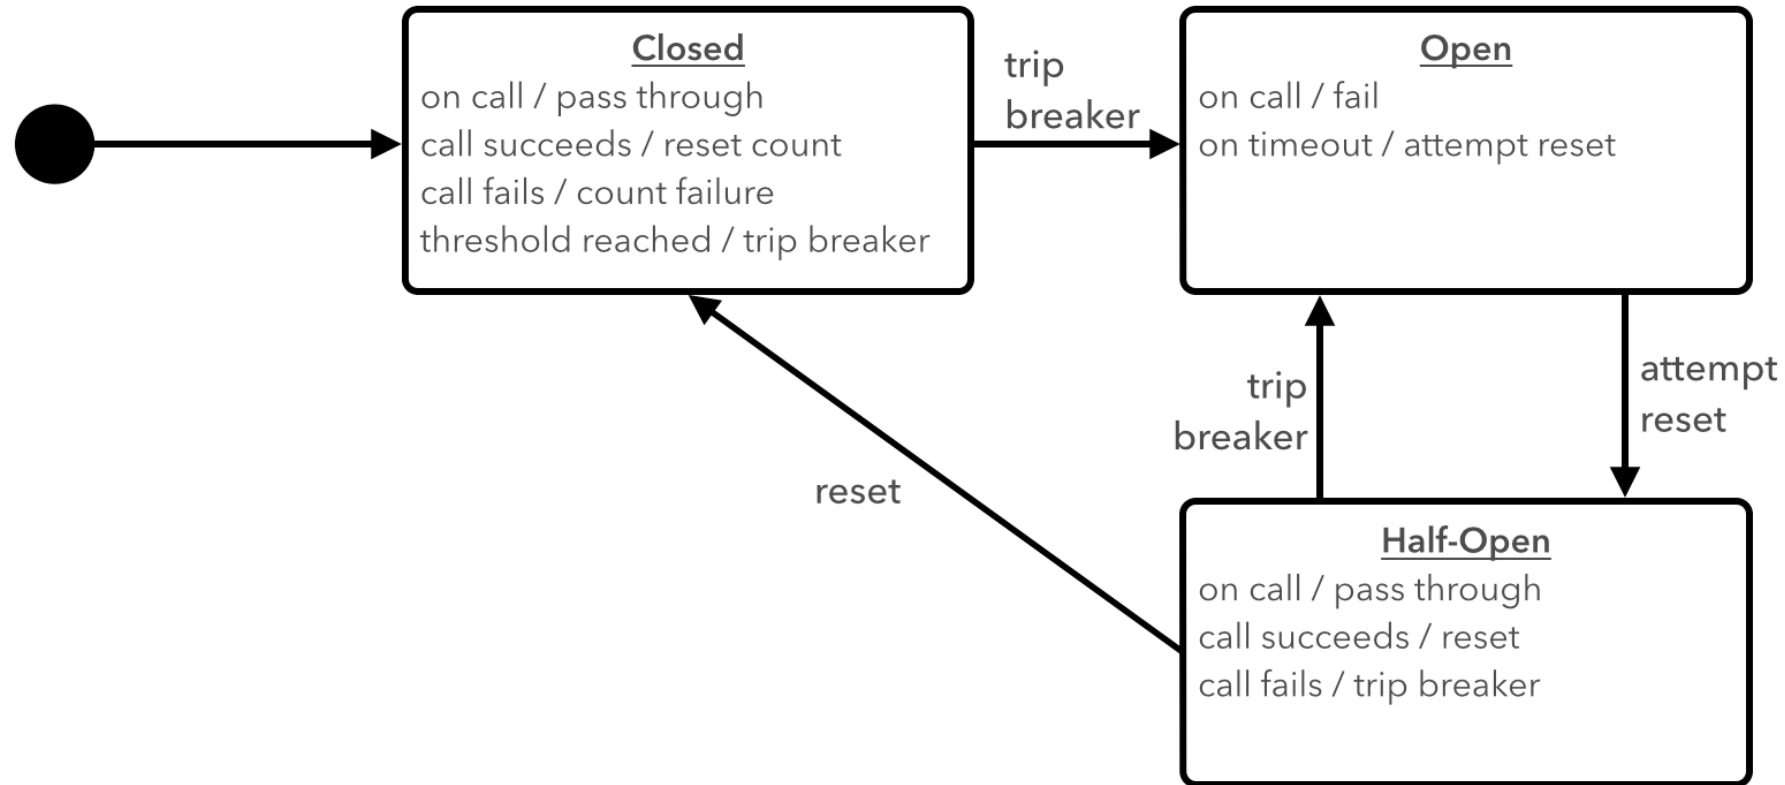 Closed
on call / pass through
call succeeds / reset count
call fails / count failure
threshold reached / trip breaker
trip
breaker
Open
on call / fail
on timeout / attempt reset
trip
breaker
attempt
reset
reset
Half-Open
on call / pass through
call succeeds / reset
call fails / trip breaker